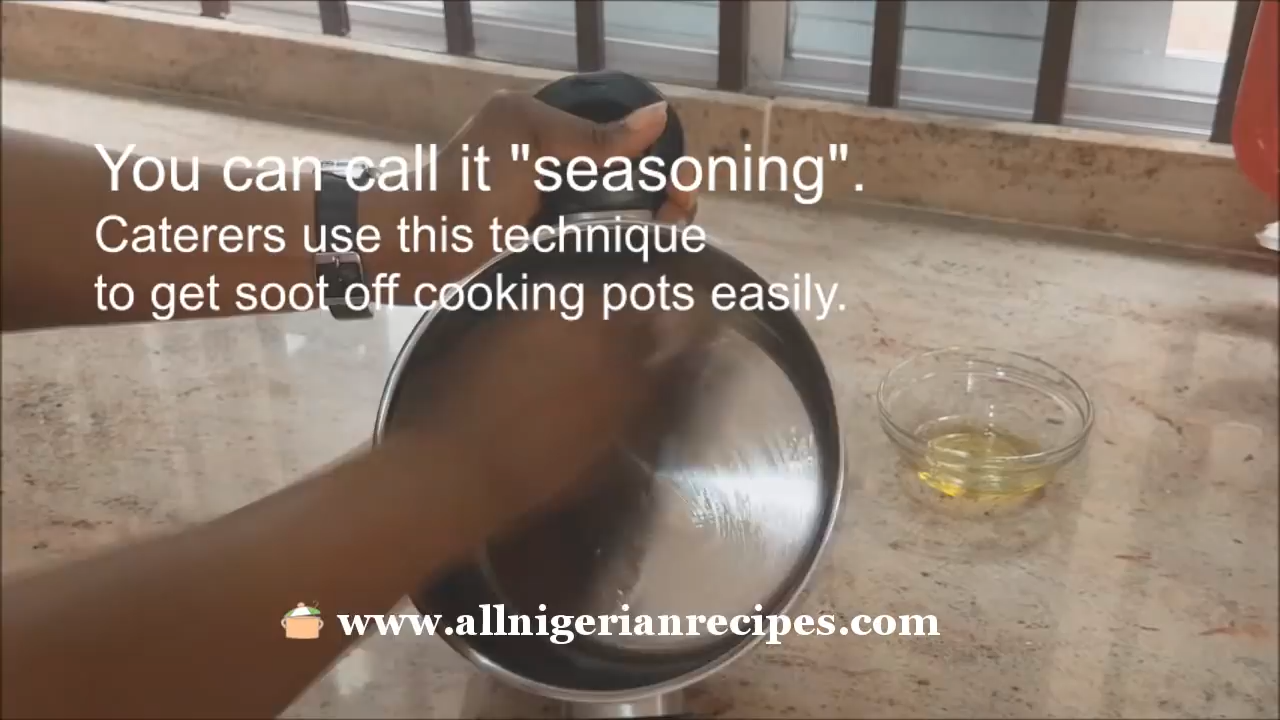 You can call it "seasoning".
Caterers use this technique
to get soot off cooking pots easily.
www.allnigerianrecipes.com